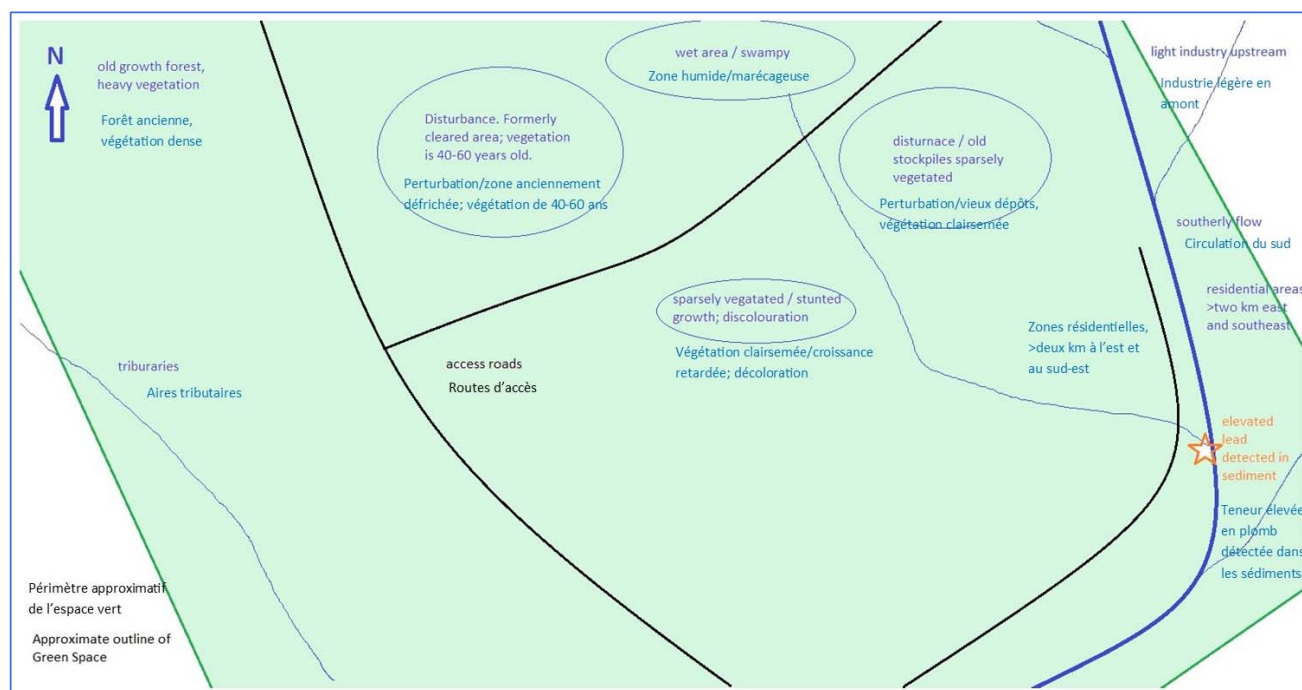 N
old growth forest,
heavy vegetation
Forêt ancienne,
végétation dense
Disturbance. Formerly
cleared area; vegetation
is 40-60 years old.
Perturbation/zone anciennement
défrichée; végétation de 40-60 ans
wet area / swampy
Zone humide/marécageuse
disturnace / old
stockpiles sparsely
vegetated
Perturbation/vieux dépôts,
végétation clairsemée
light industry upstream
Industrie légère en
amont
southerly flow
Circulation du sud
residential areas
>two km east
and southeast
Zones résidentielles,
>deux km à l’est et
au sud-est
sparsely vegatated / stunted
growth; discolouration
Végétation clairsemée/croissance
retardée; décoloration
triburaries
Aires tributaires
access roads
Routes d’accès
elevated
lead
detected in
sediment
Teneur élevée
en plomb
détectée dans
les sédiments
Périmètre approximatif
de l’espace vert
Approximate outline of
Green Space